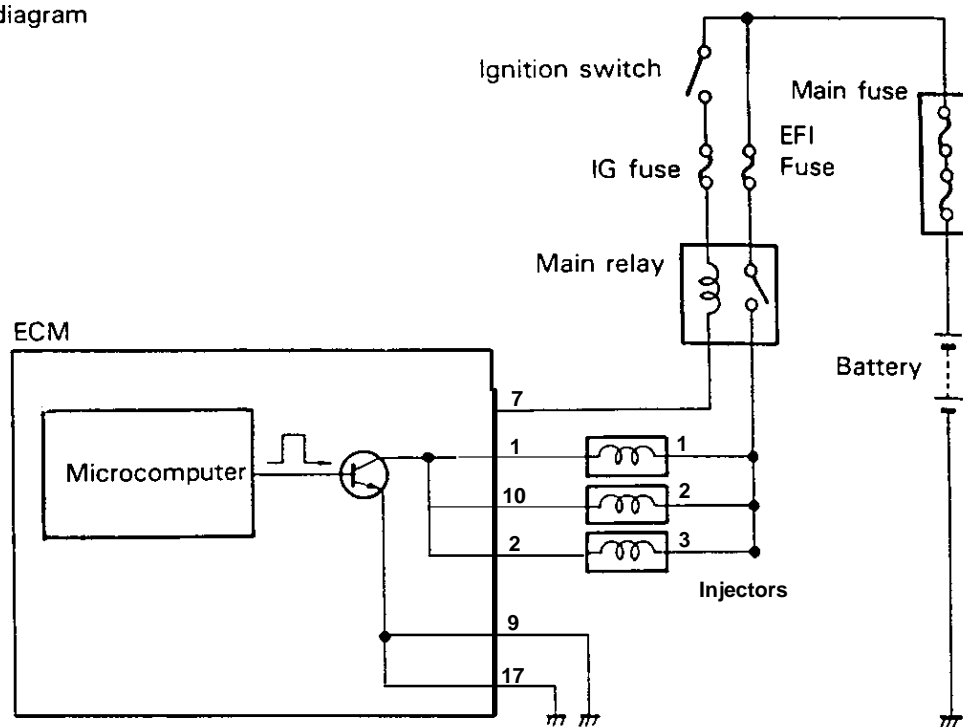 diagram
Ignition switch
Main fuse
EFI
Fuse
IG fuse
Main relay
ECM
Battery
7
Microcomputer
1
1
10
2
2
3
Injectors
9
17